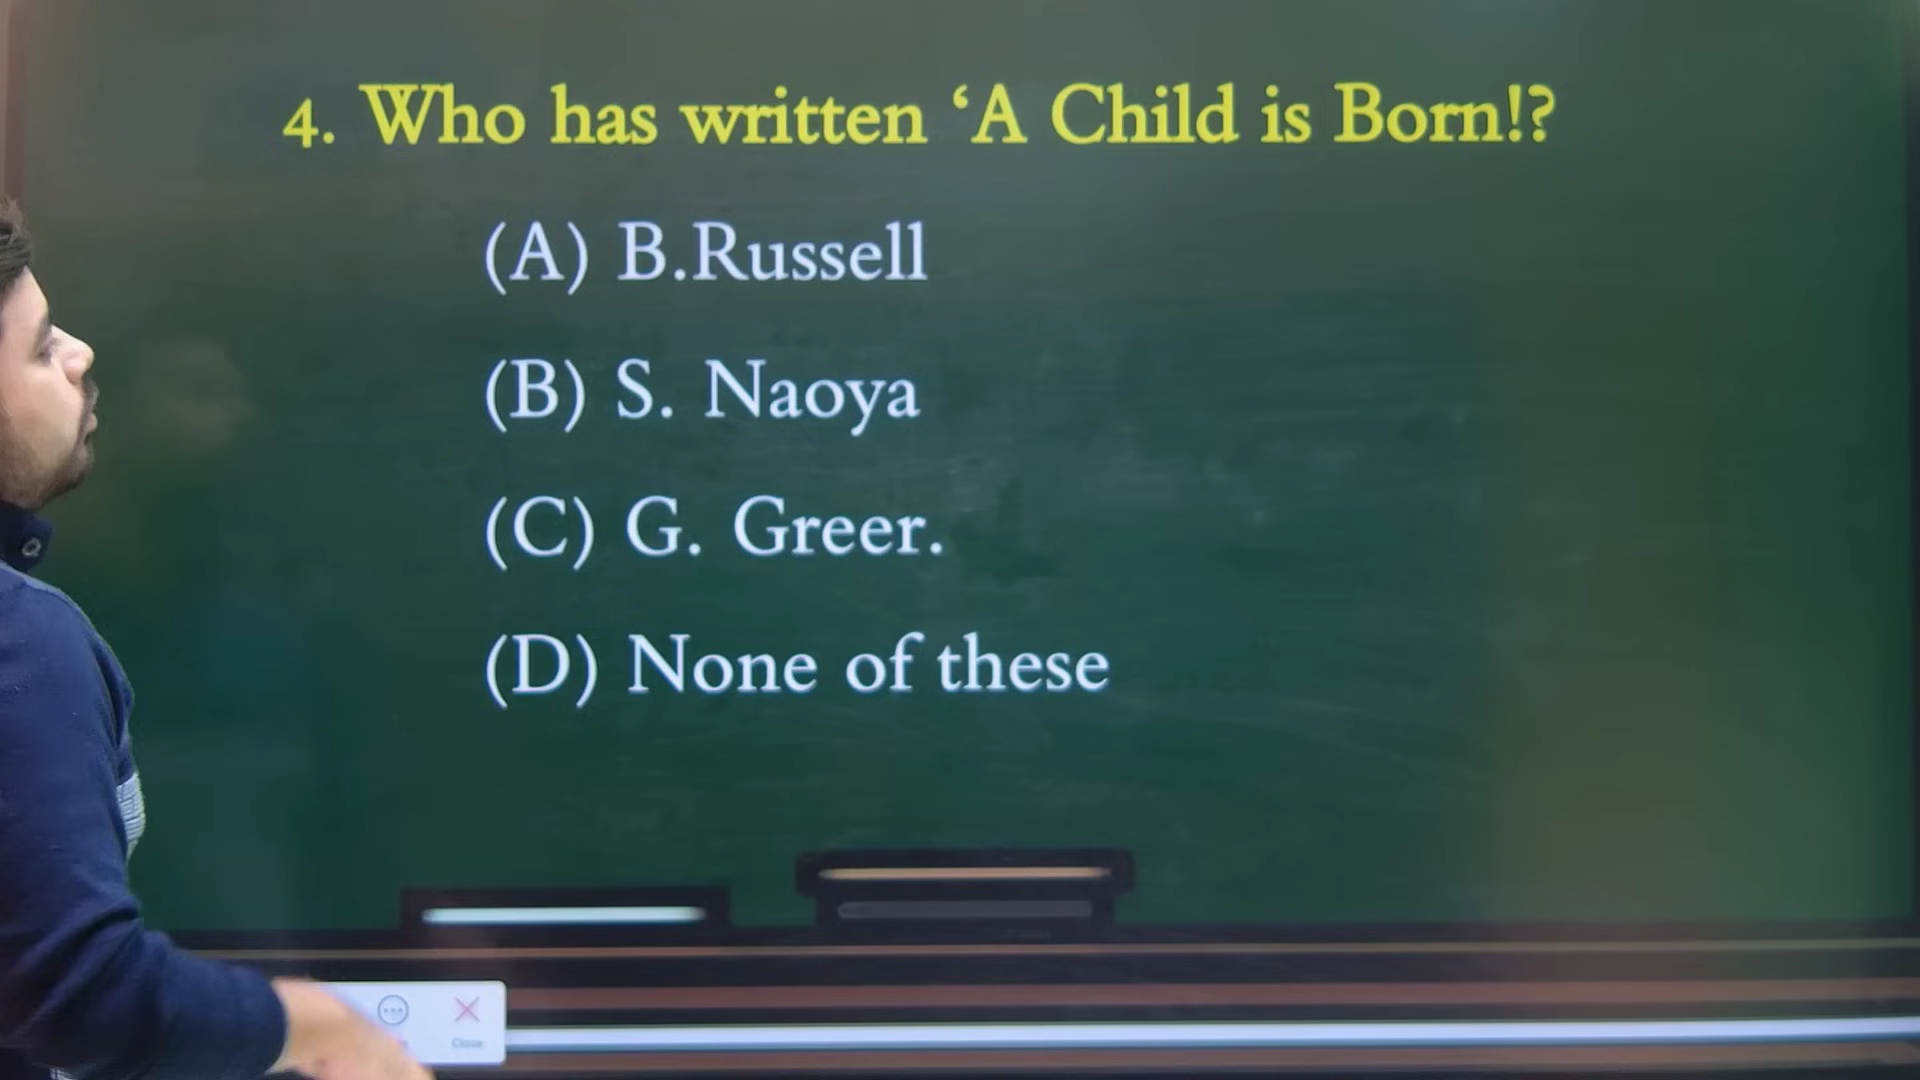 4. Who has written ‘A Child is Born!?
(A) B.Russell
(B) S. Naoya
(C) G. Greer.
(D) None of these
Close